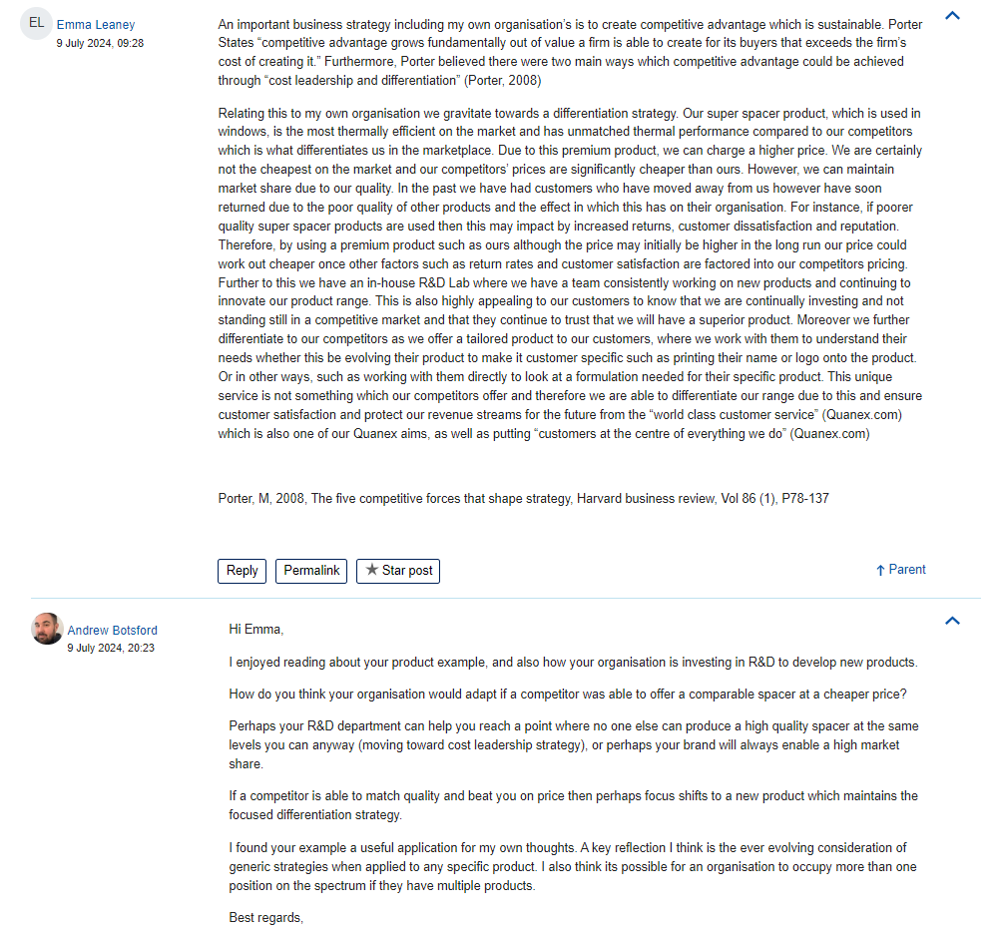 EL
Emma Leaney
9 July 2024, 09:28
An important business strategy including my own organisation's is to create competitive advantage which is sustainable. Porter
States “competitive advantage grows fundamentally out of value a firm is able to create for its buyers that exceeds the firm's
cost of creating it.” Furthermore, Porter believed there were two main ways which competitive advantage could be achieved
through “cost leadership and differentiation” (Porter, 2008)
Relating this to my own organisation we gravitate towards a differentiation strategy. Our super spacer product, which is used in
windows, is the most thermally efficient on the market and has unmatched thermal performance compared to our competitors
which is what differentiates us in the marketplace. Due to this premium product, we can charge a higher price. We are certainly
not the cheapest on the market and our competitors' prices are significantly cheaper than ours. However, we can maintain
market share due to our quality. In the past we have had customers who have moved away from us however have soon
returned due to the poor quality of other products and the effect in which this has on their organisation. For instance, if poorer
quality super spacer products are used then this may impact by increased returns, customer dissatisfaction and reputation.
Therefore, by using a premium product such as ours although the price may initially be higher in the long run our price could
work out cheaper once other factors such as return rates and customer satisfaction are factored into our competitors pricing.
Further to this we have an in-house R&D Lab where we have a team consistently working on new products and continuing to
innovate our product range. This is also highly appealing to our customers to know that we are continually investing and not
standing still in a competitive market and that they continue to trust that we will have a superior product. Moreover we further
differentiate to our competitors as we offer a tailored product to our customers, where we work with them to understand their
needs whether this be evolving their product to make it customer specific such as printing their name or logo onto the product.
Or in other ways, such as working with them directly to look at a formulation needed for their specific product. This unique
service is not something which our competitors offer and therefore we are able to differentiate our range due to this and ensure
customer satisfaction and protect our revenue streams for the future from the “world class customer service” (Quanex.com)
which is also one of our Quanex aims, as well as putting “customers at the centre of everything we do” (Quanex.com)
Porter, M, 2008, The five competitive forces that shape strategy, Harvard business review, Vol 86 (1), P78-137
Reply
Permalink
★ Star post
↑ Parent
Andrew Botsford
9 July 2024, 20:23
Hi Emma,
I enjoyed reading about your product example, and also how your organisation is investing in R&D to develop new products.
How do you think your organisation would adapt if a competitor was able to offer a comparable spacer at a cheaper price?
Perhaps your R&D department can help you reach a point where no one else can produce a high quality spacer at the same
levels you can anyway (moving toward cost leadership strategy), or perhaps your brand will always enable a high market
share.
If a competitor is able to match quality and beat you on price then perhaps focus shifts to a new product which maintains the
focused differentiation strategy.
I found your example a useful application for my own thoughts. A key reflection I think is the ever evolving consideration of
generic strategies when applied to any specific product. I also think its possible for an organisation to occupy more than one
position on the spectrum if they have multiple products.
Best regards,